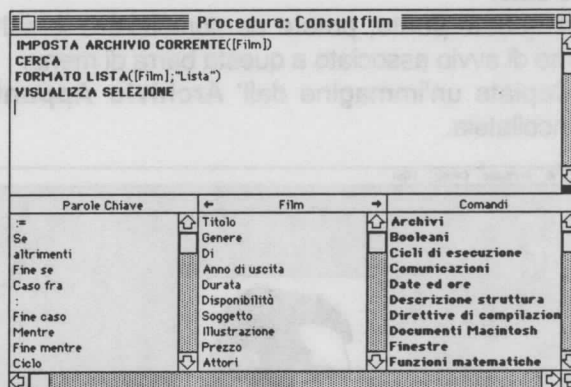 Procedura: Consultfilm
IMPOSTA ARCHIVIO CORRENTE([Film])
CERCA
FORMATO LISTA([Film];"Lista")
VISUALIZZA SELEZIONE
Parole Chiave
:=
Se
altrimenti
Fine se
Caso fra
:
Fine caso
Mentre
Fine mentre
Ciclo
← Film →
Titolo
Genere
Di
Anno di uscita
Durata
Disponibilità
Soggetto
Illustrazione
Prezzo
Attori
Comandi
Archivi
Booleani
Cicli di esecuzione
Comunicazioni
Date ed ore
Descrizione struttura
Direttive di compilazion
Documenti Macintosh
Finestre
Funzioni matematiche